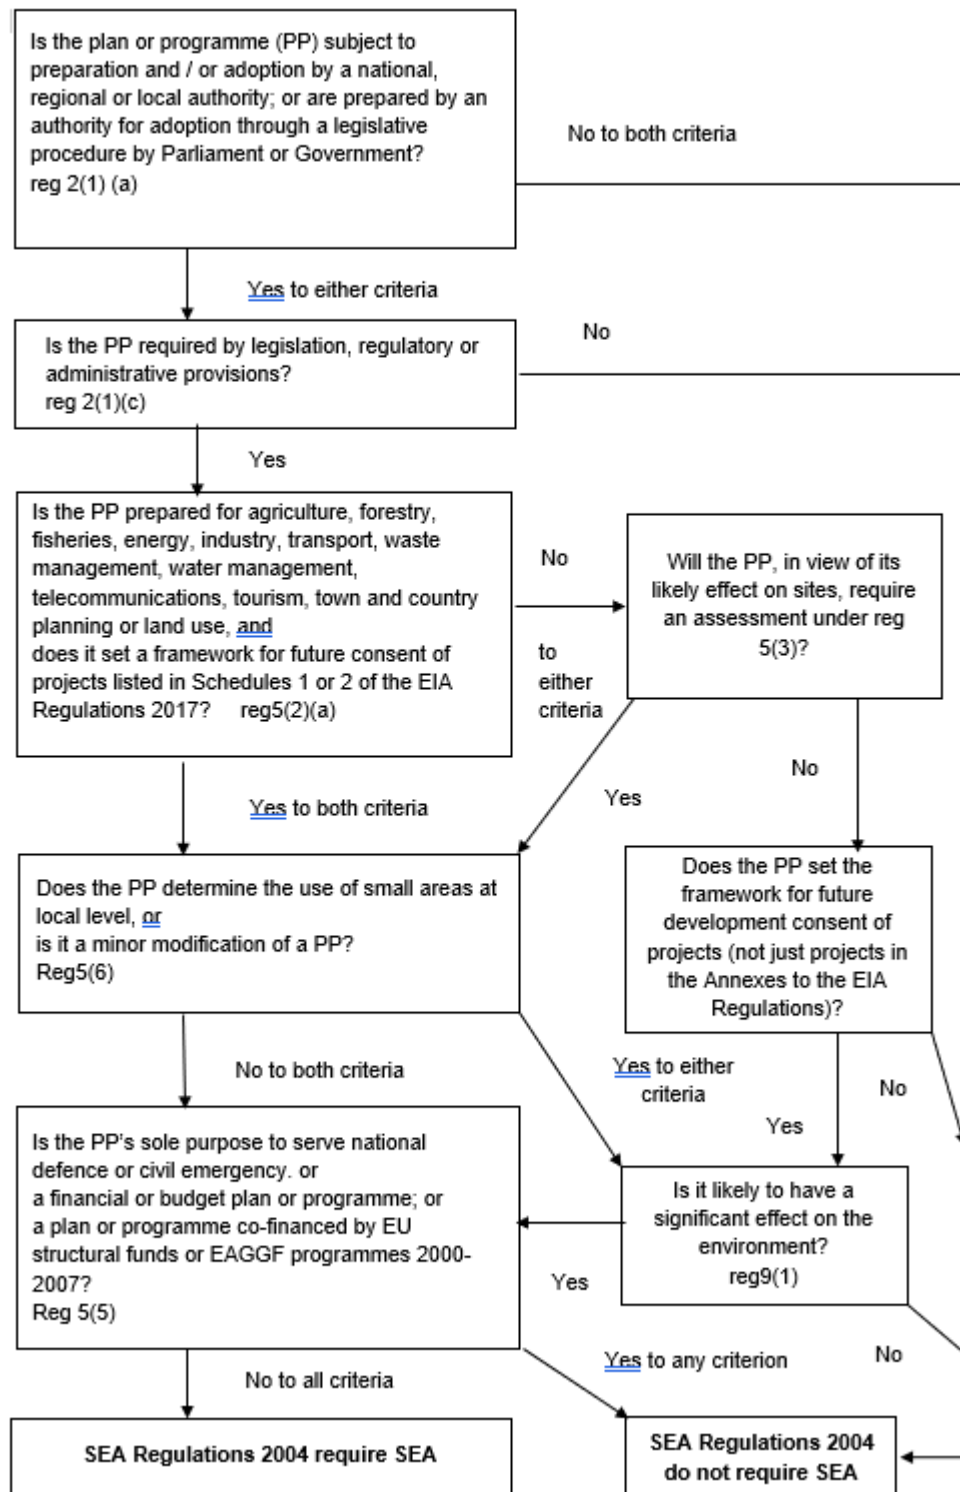 Is the plan or programme (PP) subject to
preparation and / or adoption by a national,
regional or local authority; or are prepared by an
authority for adoption through a legislative
procedure by Parliament or Government?
reg 2(1) (a)
No to both criteria
Yes to either criteria
Is the PP required by legislation, regulatory or
administrative provisions?
reg 2(1)(c)
No
Yes
Is the PP prepared for agriculture, forestry,
fisheries, energy, industry, transport, waste
management, water management,
telecommunications, tourism, town and country
planning or land use, and
does it set a framework for future consent of
projects listed in Schedules 1 or 2 of the EIA
Regulations 2017? reg5(2)(a)
No
to
either
criteria
Will the PP, in view of its
likely effect on sites, require
an assessment under reg
5(3)?
Yes to both criteria
Yes
No
Does the PP determine the use of small areas at
local level, or
is it a minor modification of a PP?
Reg5(6)
Does the PP set the
framework for future
development consent of
projects (not just projects in
the Annexes to the EIA
Regulations)?
No to both criteria
Yes to either
criteria
Yes
No
Is the PP's sole purpose to serve national
defence or civil emergency. or
a financial or budget plan or programme; or
a plan or programme co-financed by EU
structural funds or EAGGF programmes 2000-
2007?
Reg 5(5)
Is it likely to have a
significant effect on the
environment?
reg9(1)
Yes
No to all criteria
Yes to any criterion
No
SEA Regulations 2004 require SEA
SEA Regulations 2004
do not require SEA